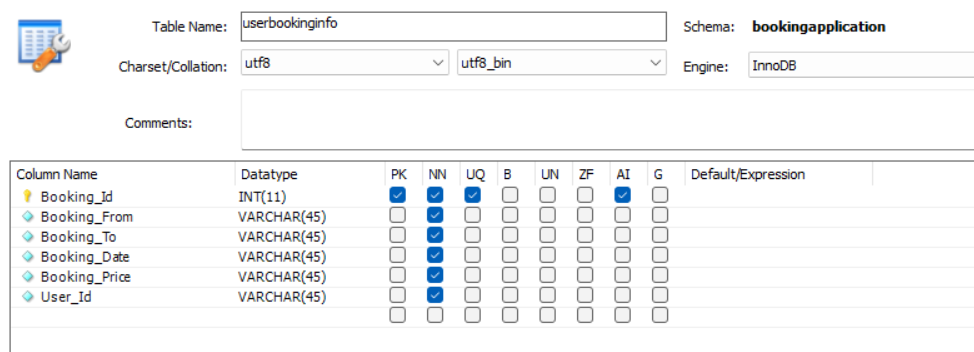 Table Name: userbookinginfo Schema: bookingapplication
Charset/Collation: utf8 utf8_bin Engine: InnoDB
Comments:
Column Name Datatype PK NN UQ B UN ZF AI G Default/Expression
Booking_Id INT(11)
Booking_From VARCHAR(45)
Booking_To VARCHAR(45)
Booking_Date VARCHAR(45)
Booking_Price VARCHAR(45)
User_Id VARCHAR(45)